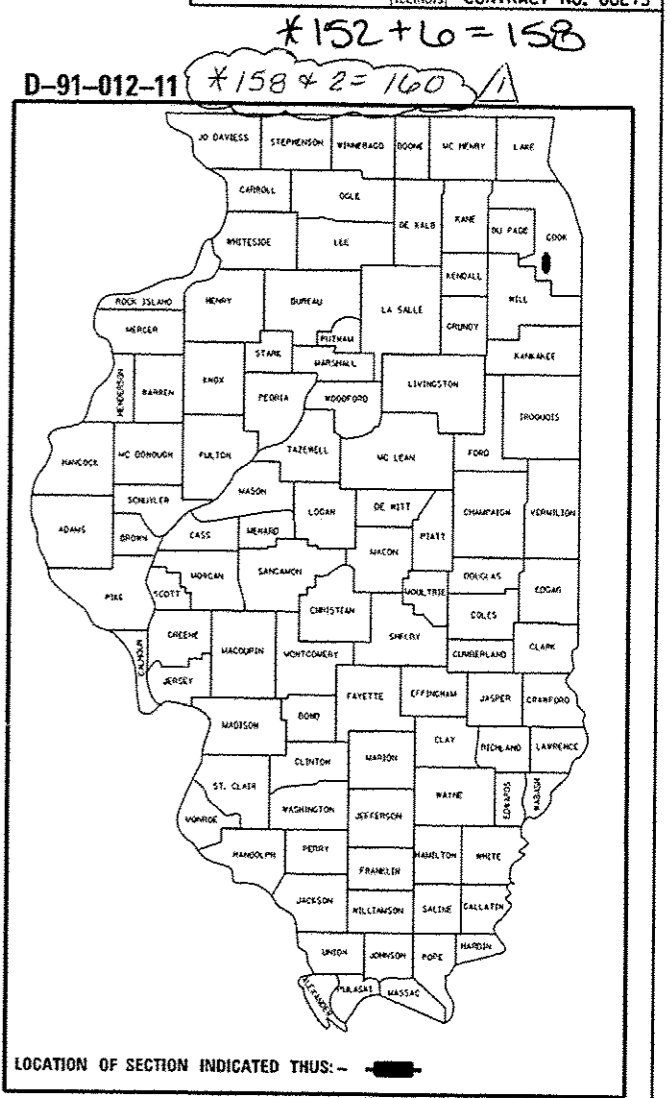 ILLINOIS CONTRACT NO.
*152 + 6 = 158
D-91-012-11 *158 & 2 = 160 1
JO DAVIESS STEPHENSON WINNEBAGO BOONE MC HENRY LAKE
CARROLL OGLE DE KALB KANE DU PAGE COOK
WHITESIDE LEE KENDALL WILL
ROCK ISLAND HENRY BUREAU LA SALLE GRUNDY
MERCER PUTNAM KANKAKEE
STARK MARSHALL
HENDERSON WARREN KNOX PEORIA WOODFORD LIVINGSTON IROQUOIS
HANCOCK MC DONOUGH FULTON TAZEWELL MC LEAN FORD
SCHUYLER MASON LOGAN DE WITT CHAMPAIGN VERMILION
ADAMS BROWN CASS MENARD MACON PIATT
PIKE SCOTT MORGAN SANGAMON MOULTRIE DOUGLAS EDGAR
CHRISTIAN COLES
GREENE MACOUPIN MONTGOMERY SHELBY CUMBERLAND CLARK
CALHOUN JERSEY FAYETTE EFFINGHAM JASPER CRAWFORD
MADISON BOND CLAY RICHLAND LAWRENCE
CLINTON MARION
ST. CLAIR WASHINGTON JEFFERSON WAYNE EDWARDS WABASH
MONROE
RANDOLPH PERRY FRANKLIN HAMILTON WHITE
JACKSON WILLIAMSON SALINE GALLATIN
UNION JOHNSON POPE HARDIN
ALEXANDER PULASKI MASSAC
LOCATION OF SECTION INDICATED THUS:-